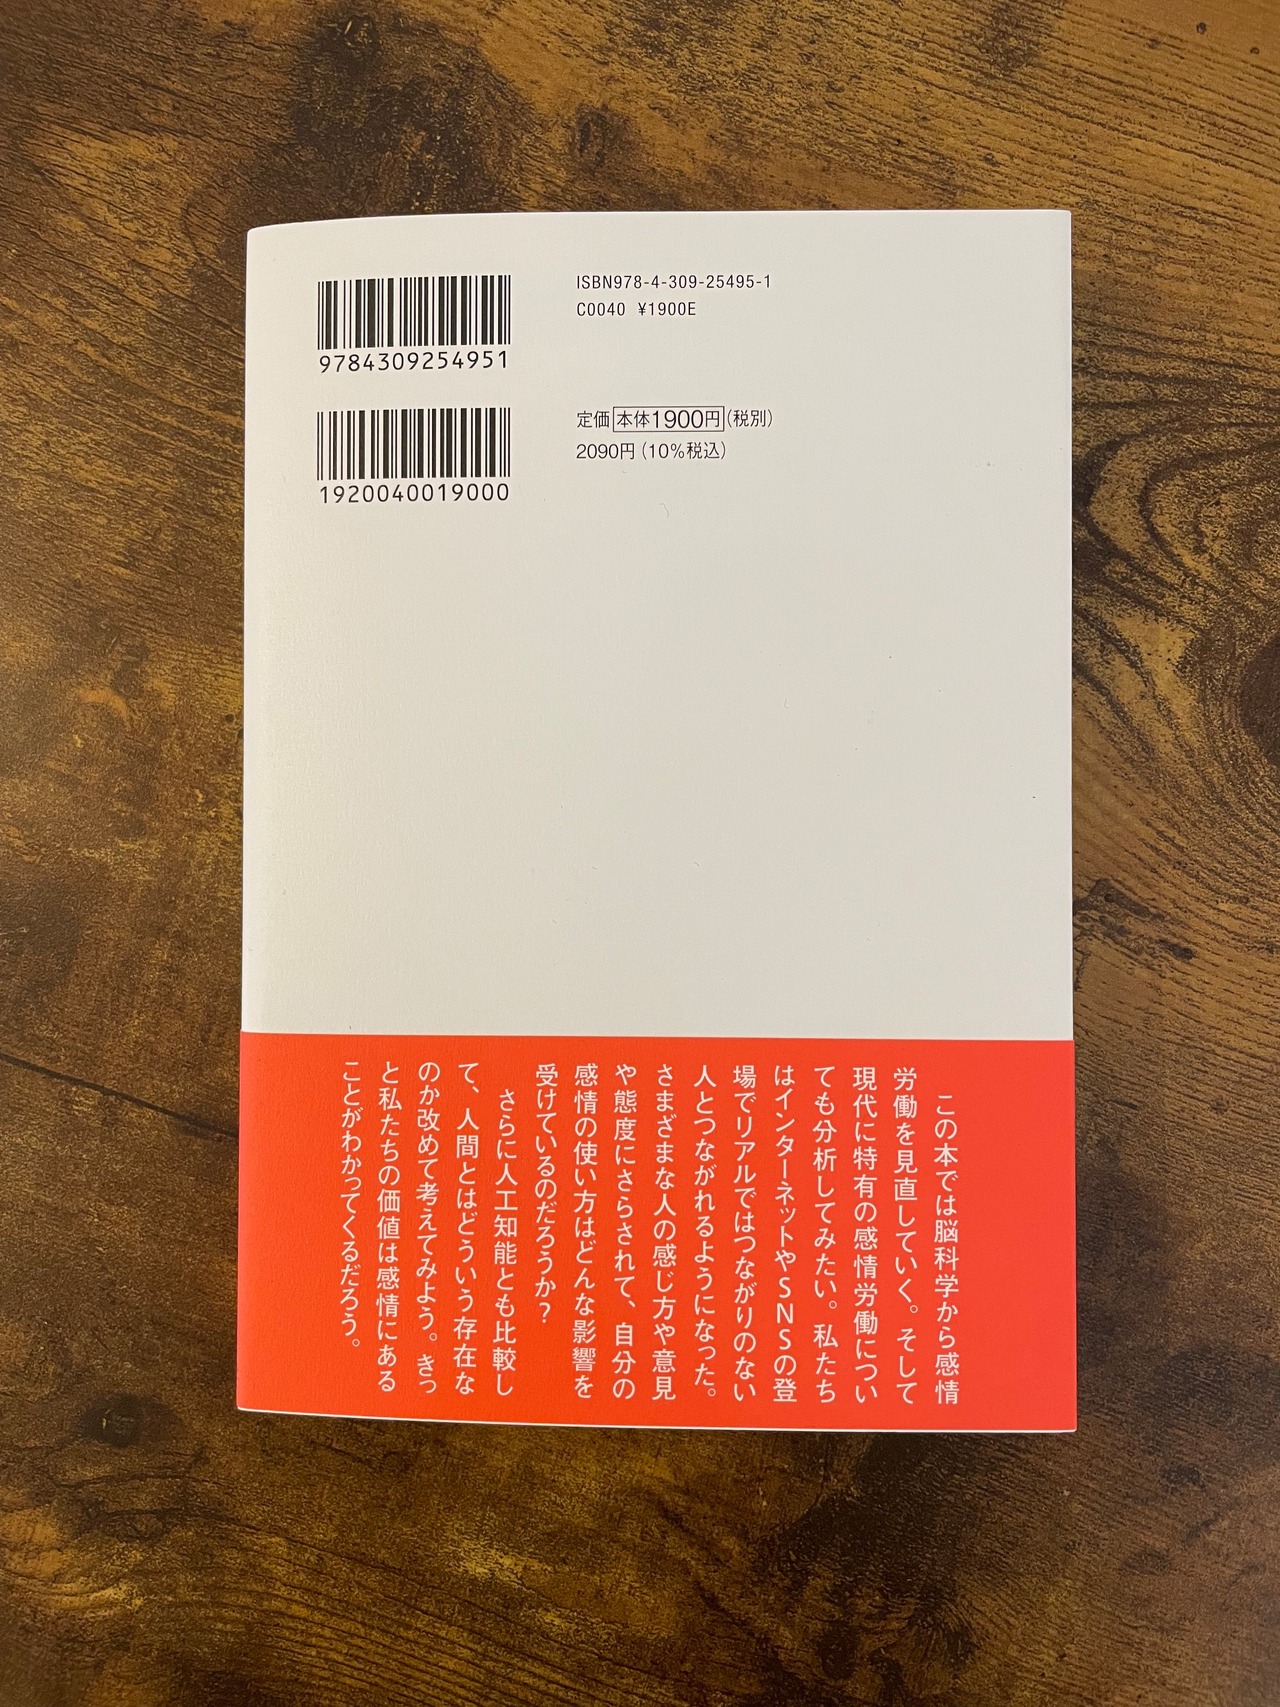 9784309254951
1920040019000
ISBN978-4-309-25495-1
C0040 ¥1900E
定価 本体1900円 (税別)
2090円 (10%税込)
この本では脳科学から感情
労働を見直していく。そして
現代に特有の感情労働につい
ても分析してみたい。私たち
はインターネットやSNSの登
場でリアルではつながりのない
人とつながれるようになった。
さまざまな人の感じ方や意見
や態度にさらされて、自分の
感情の使い方はどんな影響を
受けているのだろうか?
さらに人工知能とも比較し
て、人間とはどういう存在な
のか改めて考えてみよう。きっ
と私たちの価値は感情にある
ことがわかってくるだろう。